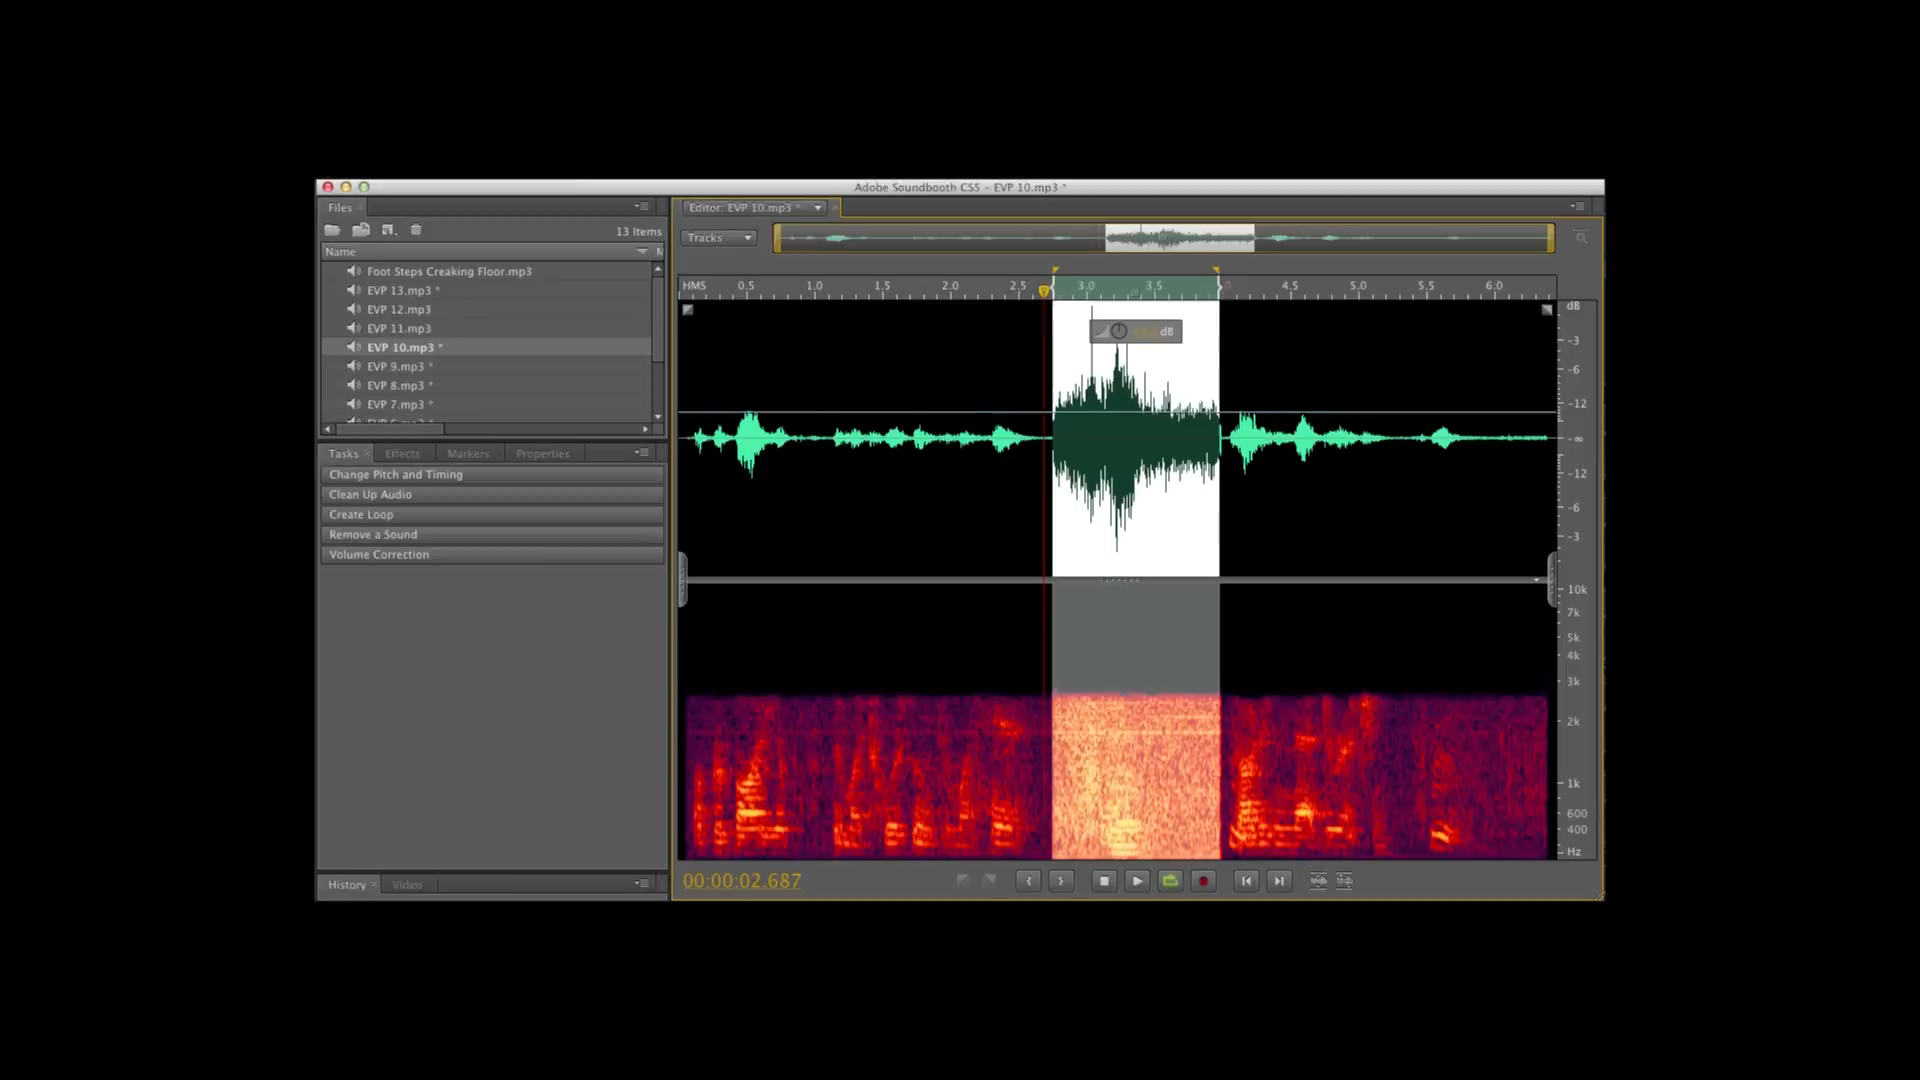 Adobe Soundbooth CS5 - EVP 10.mp3 *
Files
13 Items
Name
M
Foot Steps Creaking Floor.mp3
EVP 13.mp3 *
EVP 12.mp3
EVP 11.mp3
EVP 10.mp3 *
EVP 9.mp3 *
EVP 8.mp3 *
EVP 7.mp3 *
Tasks
Effects
Markers
Properties
Change Pitch and Timing
Clean Up Audio
Create Loop
Remove a Sound
Volume Correction
History
Video
Editor: EVP 10.mp3 *
Tracks
HMS 0.5 1.0 1.5 2.0 2.5 3.0 3.5 4.5 5.0 5.5 6.0
dB
dB
-3
-6
-12
-∞
-12
-6
-3
10k
7k
5k
4k
3k
2k
1k
600
400
Hz
00:00:02.687